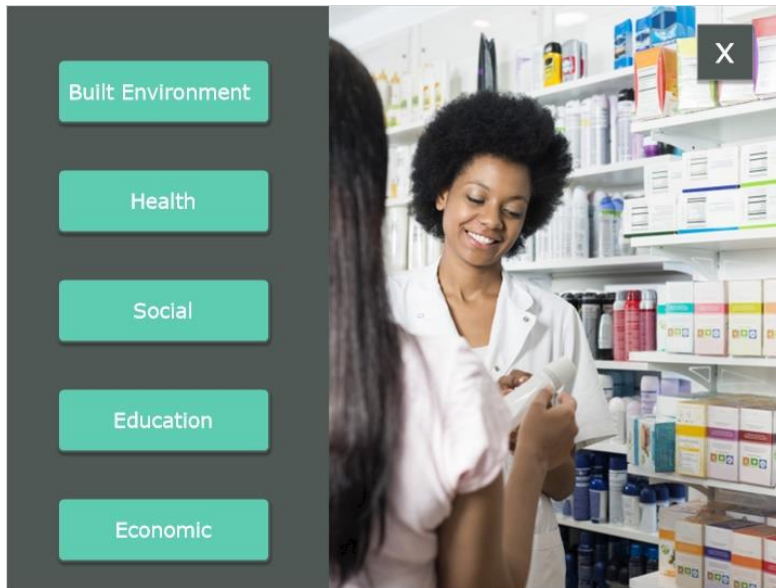 Built Environment
X
Health
Social
Education
Economic